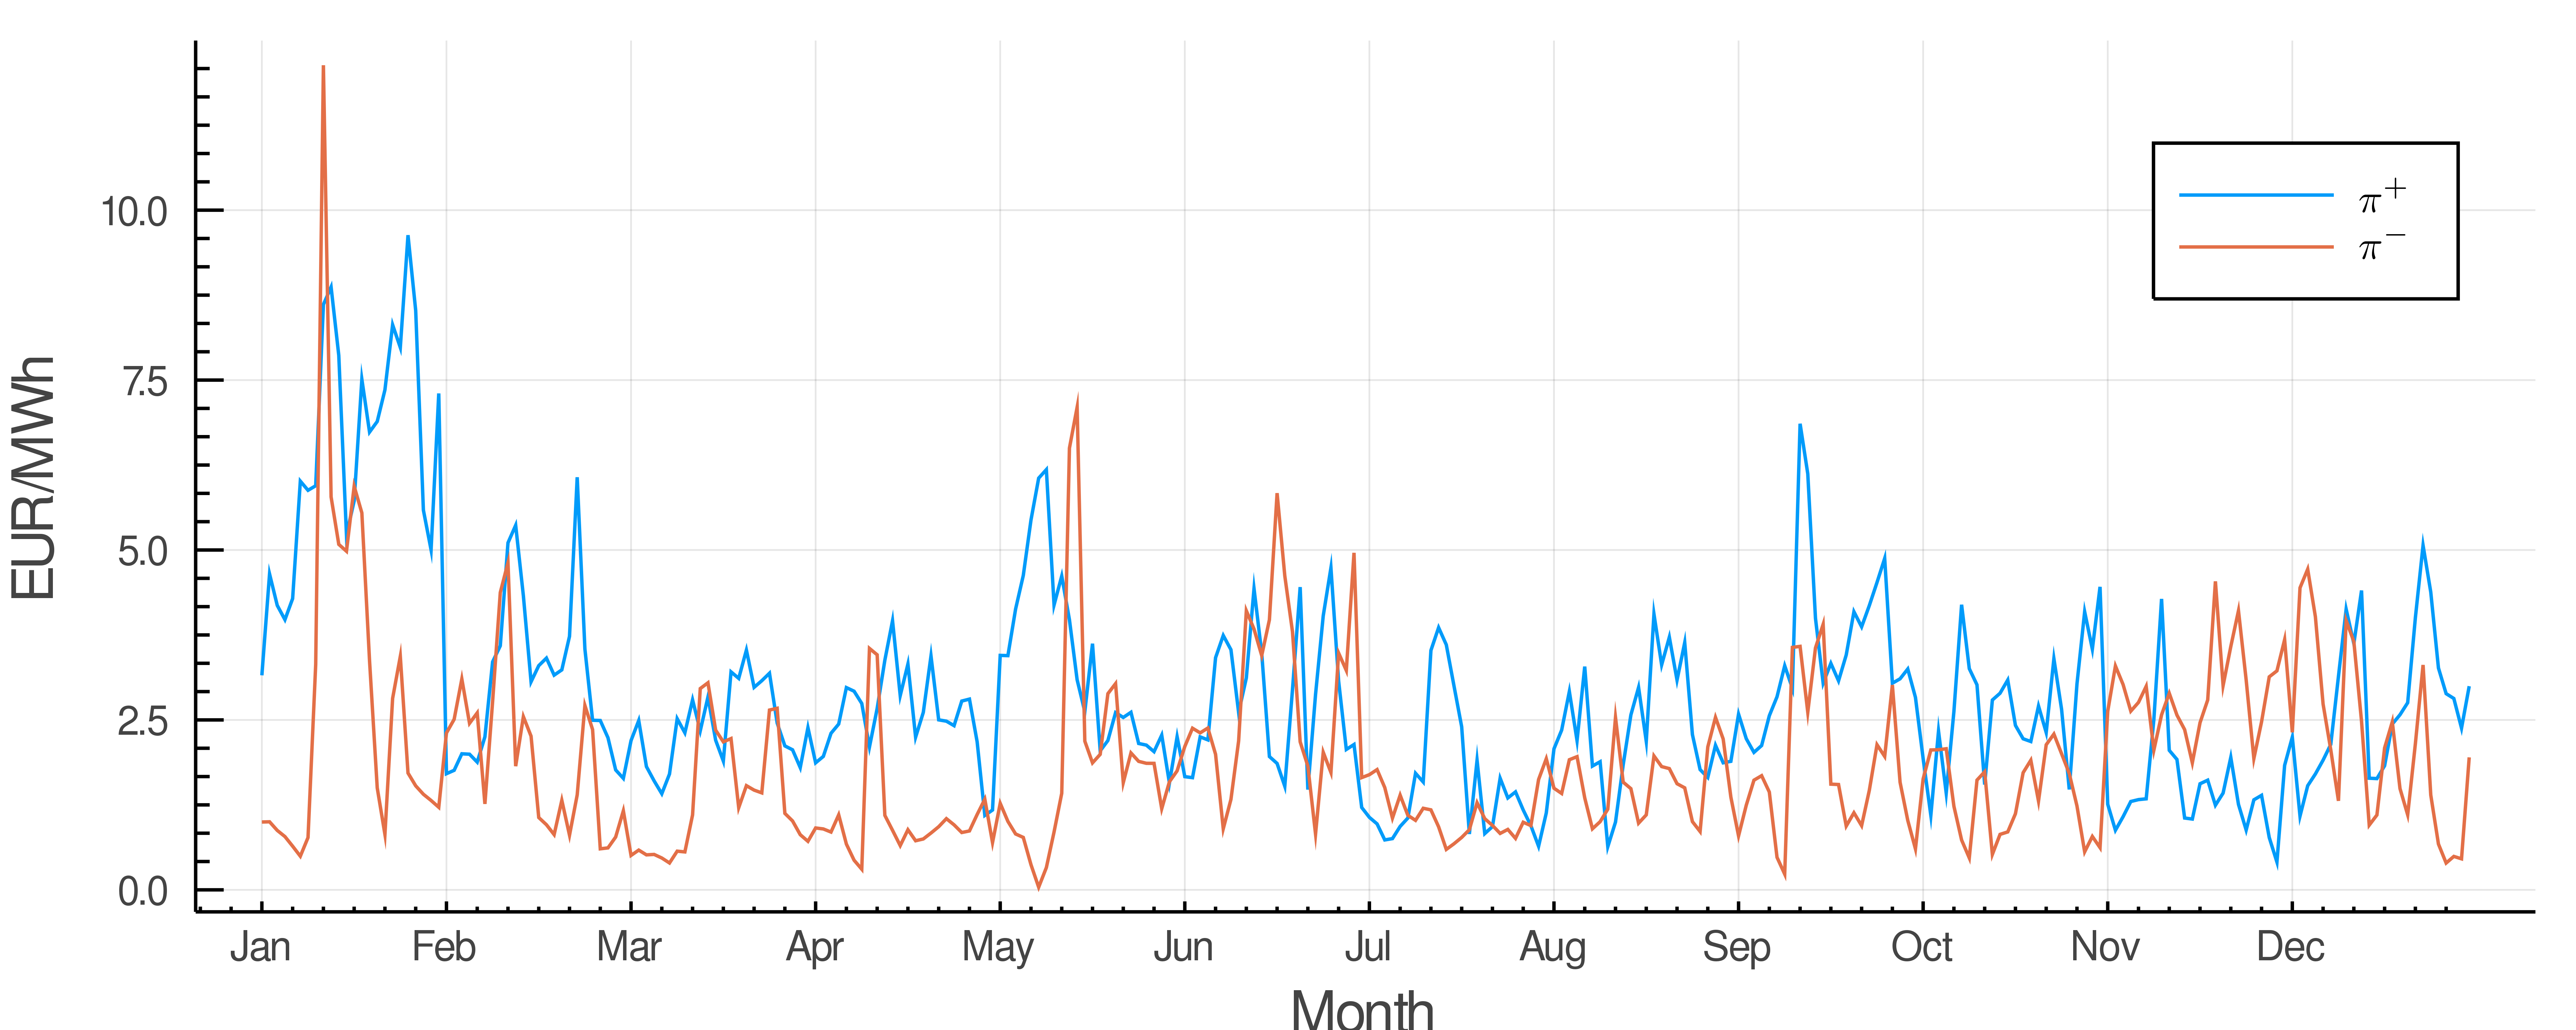 EUR/MWh
10.0
7.5
5.0
2.5
0.0
π⁺
π⁻
Jan Feb Mar Apr May Jun Jul Aug Sep Oct Nov Dec
Month